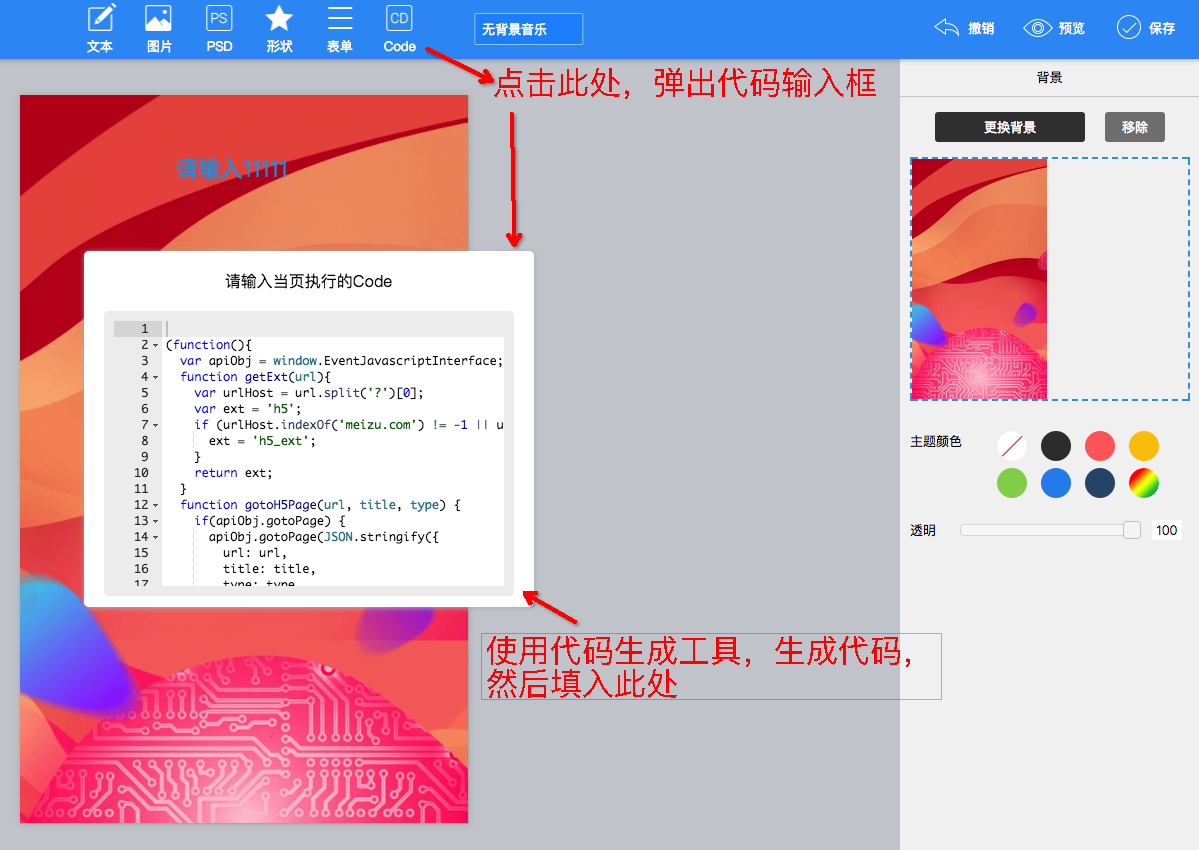 文本 图片 PSD 形状 表单 Code
PS
CD
无背景音乐
撤销 预览 保存
点击此处，弹出代码输入框
背景
更换背景 移除
请输入11111
请输入当页执行的Code
1
2 (function(){
3 var apiObj = window.EventJavascriptInterface;
4 function getExt(url){
5 var urlHost = url.split('?')[0];
6 var ext = 'h5';
7 if (urlHost.indexOf('meizu.com') != -1 || u
8 ext = 'h5_ext';
9 }
10 return ext;
11 }
12 function gotoH5Page(url, title, type) {
13 if(apiObj.gotoPage) {
14 apiObj.gotoPage(JSON.stringify({
15 url: url,
16 title: title,
17 type: type
主题颜色
透明 100
使用代码生成工具，生成代码，
然后填入此处